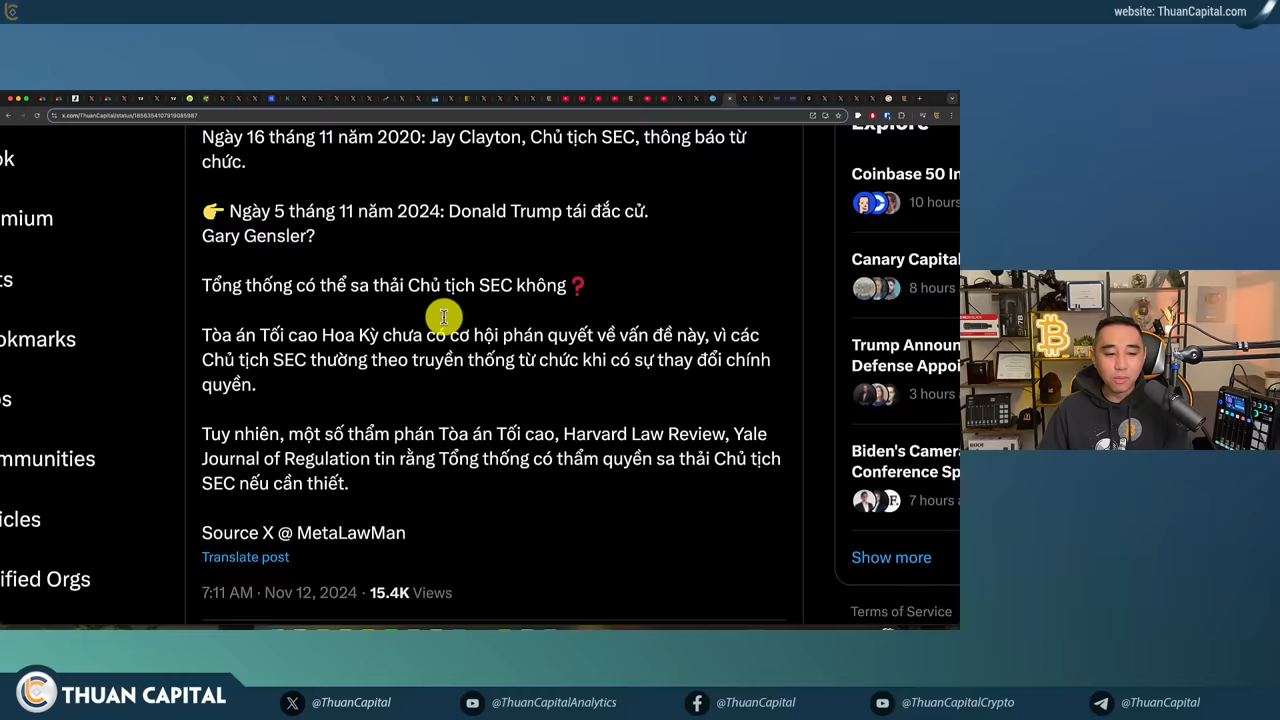 website: ThuanCapital.com
x.com/ThuanCapital/status/1856354107919085987
Ngày 16 tháng 11 năm 2020: Jay Clayton, Chủ tịch SEC, thông báo từ
chức.
👉 Ngày 5 tháng 11 năm 2024: Donald Trump tái đắc cử.
Gary Gensler?
Tổng thống có thể sa thải Chủ tịch SEC không ❓
Tòa án Tối cao Hoa Kỳ chưa có cơ hội phán quyết về vấn đề này, vì các
Chủ tịch SEC thường theo truyền thống từ chức khi có sự thay đổi chính
quyền.
Tuy nhiên, một số thẩm phán Tòa án Tối cao, Harvard Law Review, Yale
Journal of Regulation tin rằng Tổng thống có thẩm quyền sa thải Chủ tịch
SEC nếu cần thiết.
Source X @ MetaLawMan
Translate post
7:11 AM · Nov 12, 2024 · 15.4K Views
ok
mium
ts
okmarks
s
mmunities
icles
ified Orgs
Explore
Coinbase 50 In
10 hours
Canary Capital
8 hours
Trump Announ
Defense Appoi
3 hours
Biden's Camera
Conference Sp
7 hours a
Show more
Terms of Service
THUAN CAPITAL
@ThuanCapital
@ThuanCapitalAnalytics
@ThuanCapital
@ThuanCapitalCrypto
@ThuanCapital